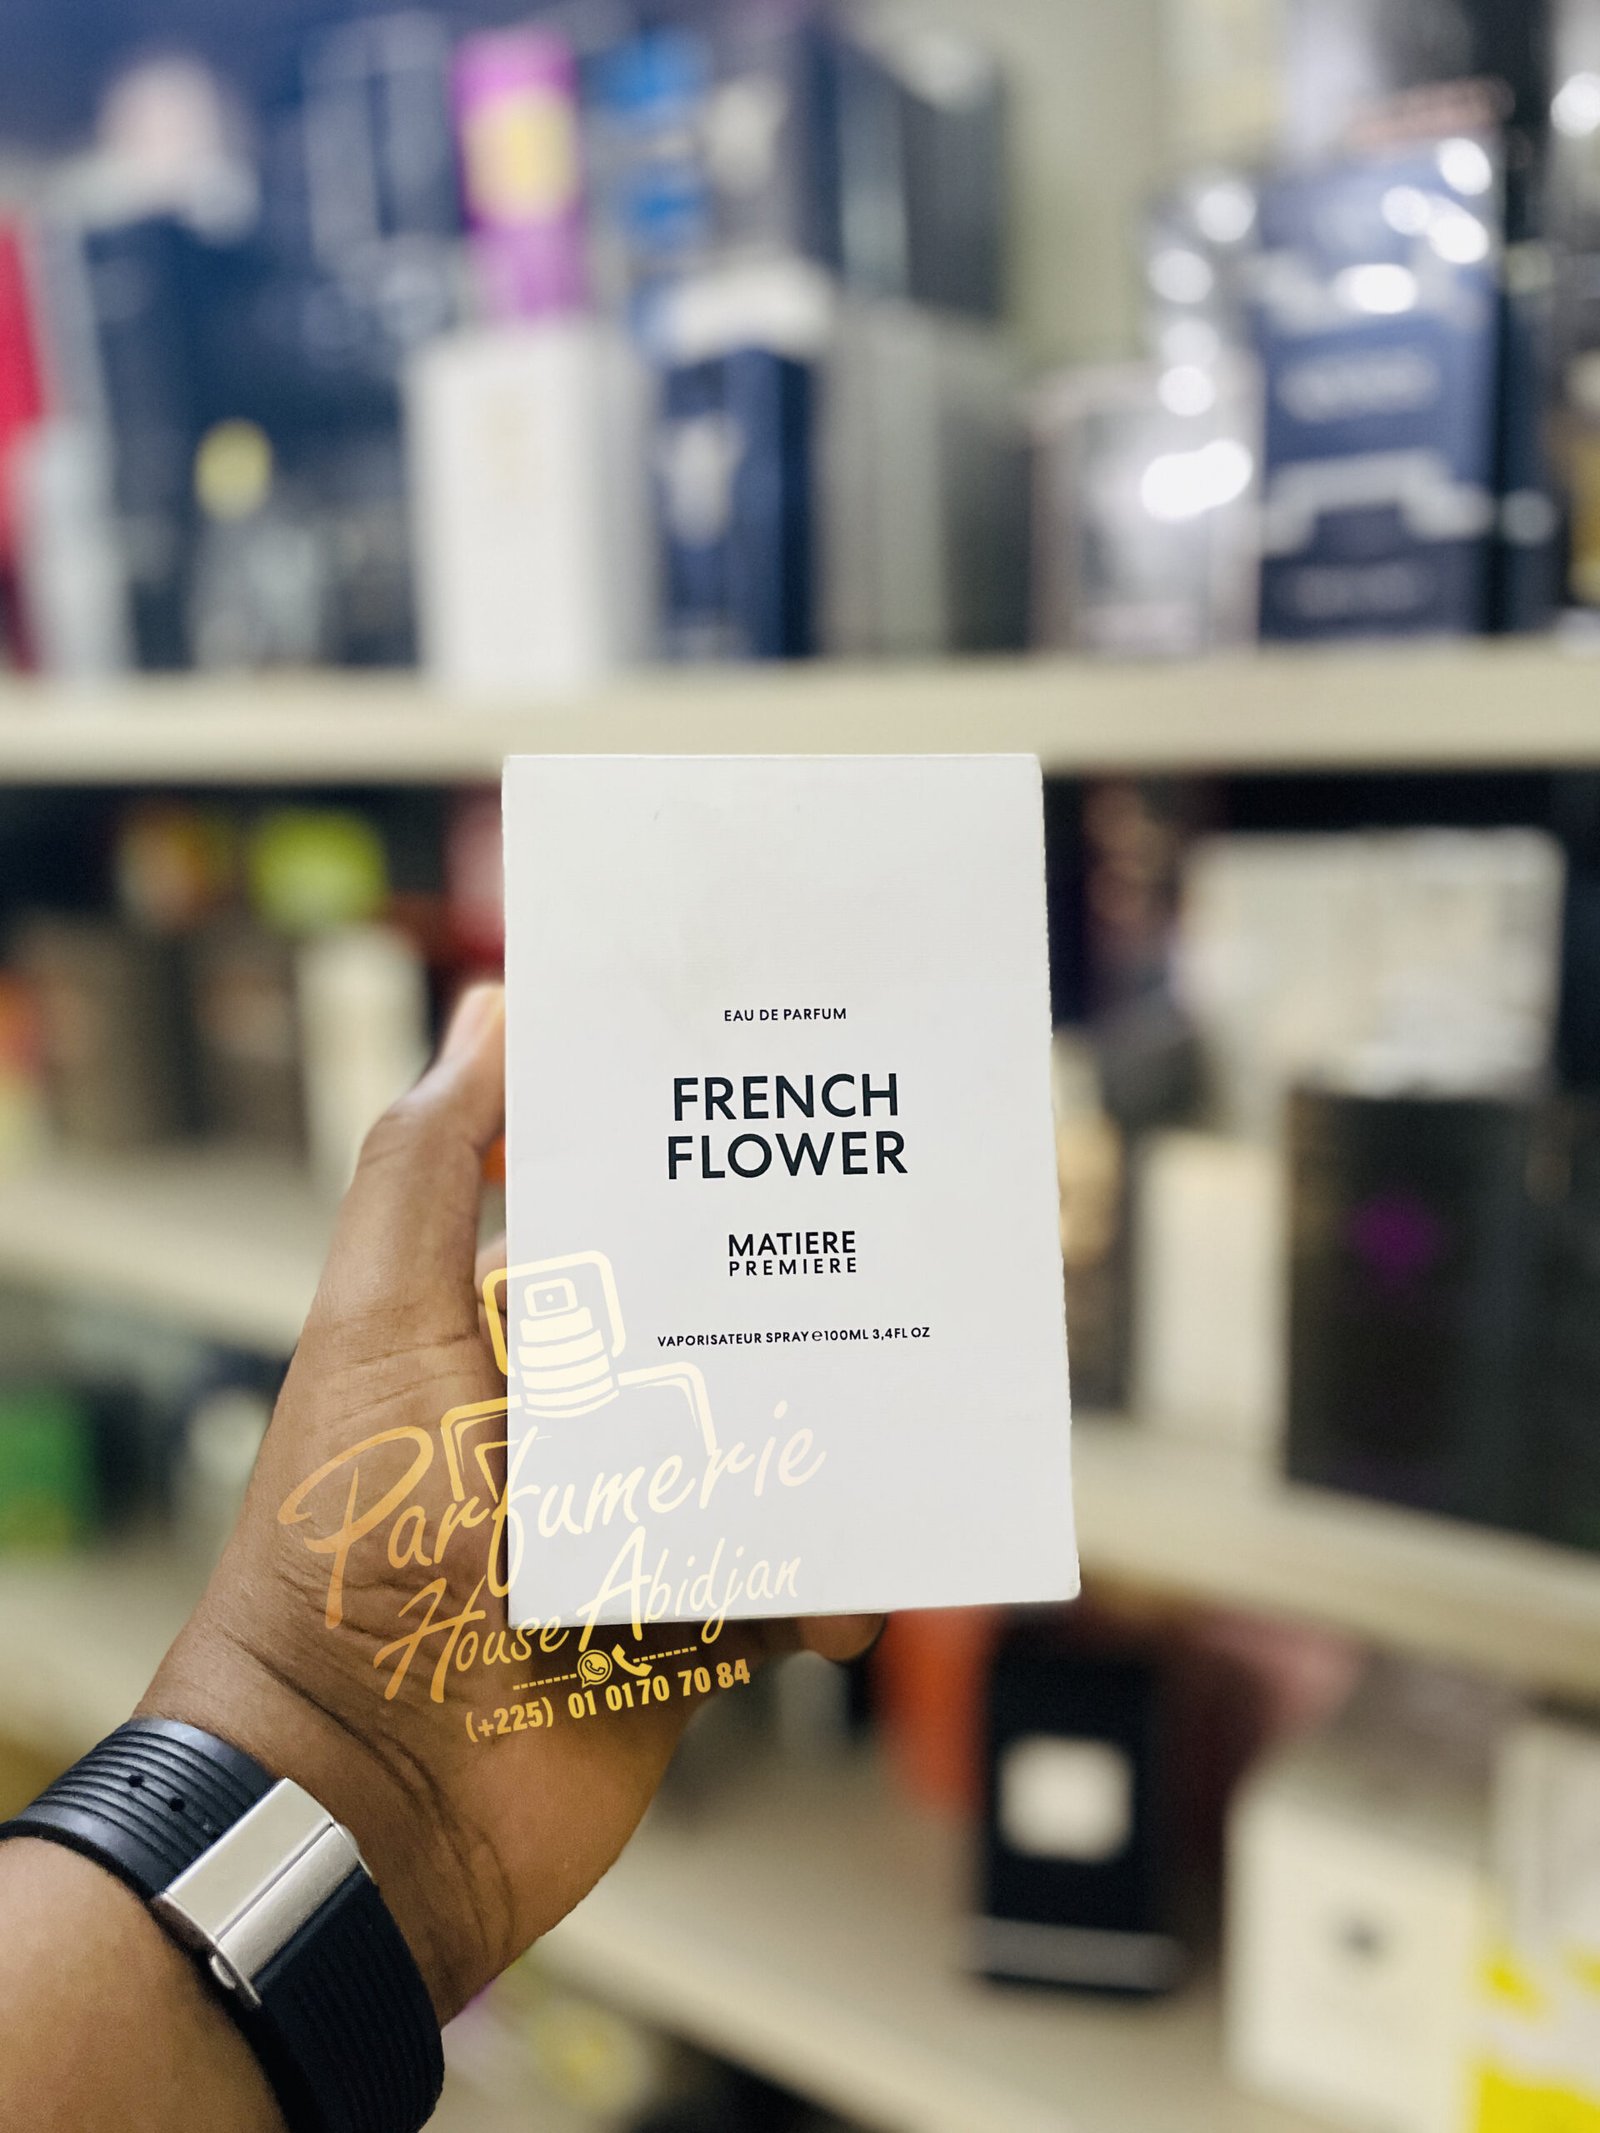 EAU DE PARFUM
FRENCH
FLOWER
MATIERE
PREMIERE
VAPORISATEUR SPRAY ℮100ML 3,4FL OZ
Parfumerie
House Abidjan
(+225) 01 01 70 70 84